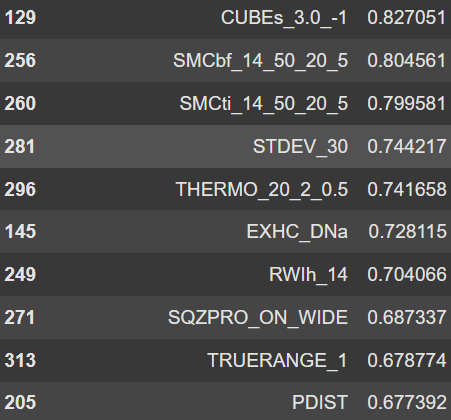 129 CUBEs_3.0_-1 0.827051
256 SMCbf_14_50_20_5 0.804561
260 SMCti_14_50_20_5 0.799581
281 STDEV_30 0.744217
296 THERMO_20_2_0.5 0.741658
145 EXHC_DNa 0.728115
249 RWIh_14 0.704066
271 SQZPRO_ON_WIDE 0.687337
313 TRUERANGE_1 0.678774
205 PDIST 0.677392